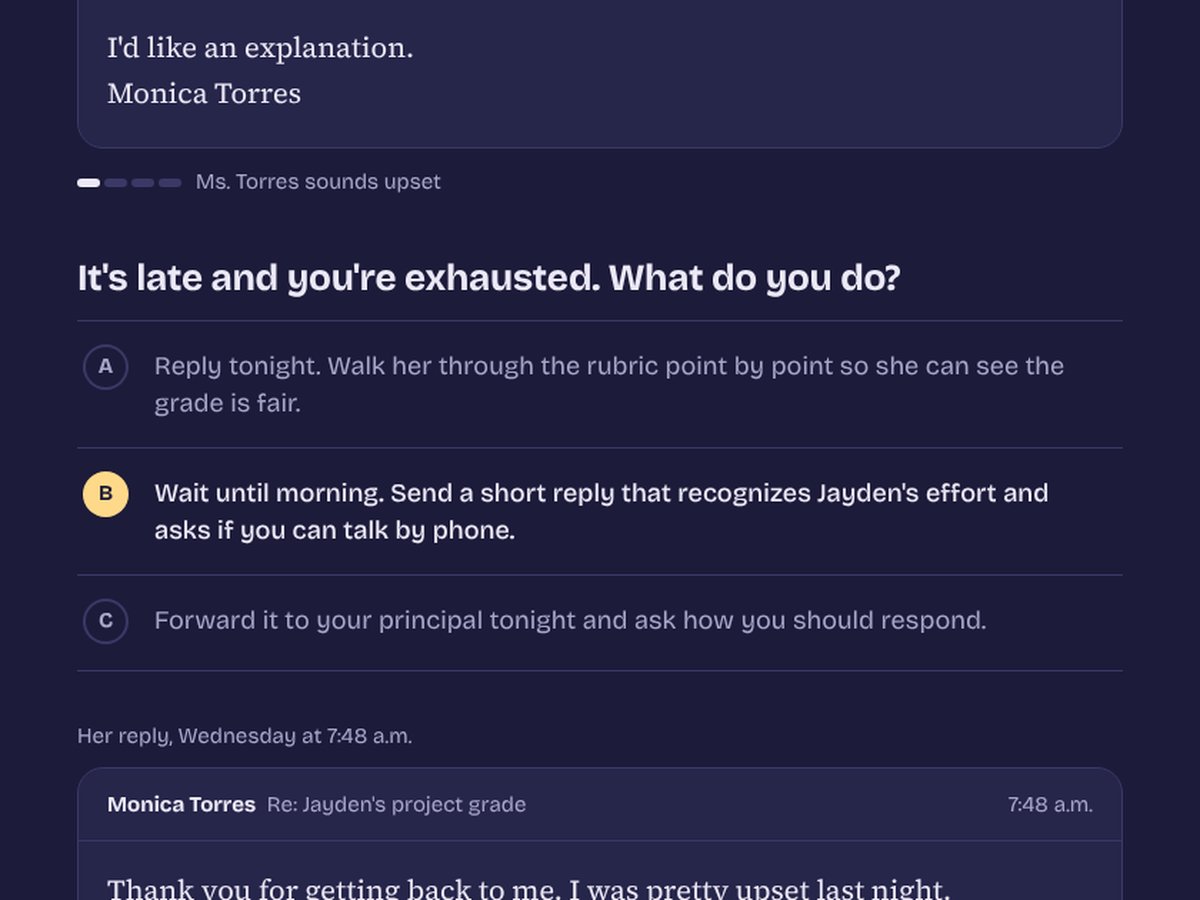 I'd like an explanation.
Monica Torres
Ms. Torres sounds upset
It's late and you're exhausted. What do you do?
A Reply tonight. Walk her through the rubric point by point so she can see the
grade is fair.
B Wait until morning. Send a short reply that recognizes Jayden's effort and
asks if you can talk by phone.
C Forward it to your principal tonight and ask how you should respond.
Her reply, Wednesday at 7:48 a.m.
Monica Torres Re: Jayden's project grade 7:48 a.m.
Thank you for getting back to me. I was pretty upset last night.